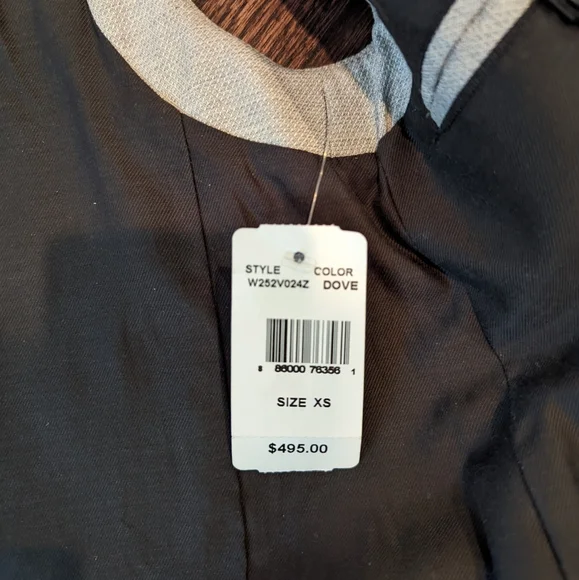 STYLE COLOR
W252V024Z DOVE
8 86000 76356 1
SIZE XS
$495.00